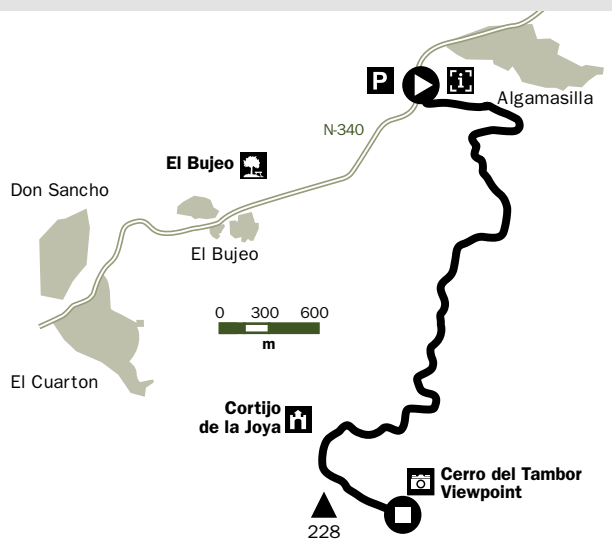 P
i
Algamasilla
N-340
El Bujeo
Don Sancho
El Bujeo
0 300 600
m
El Cuarton
Cortijo
de la Joya
Cerro del Tambor
Viewpoint
228